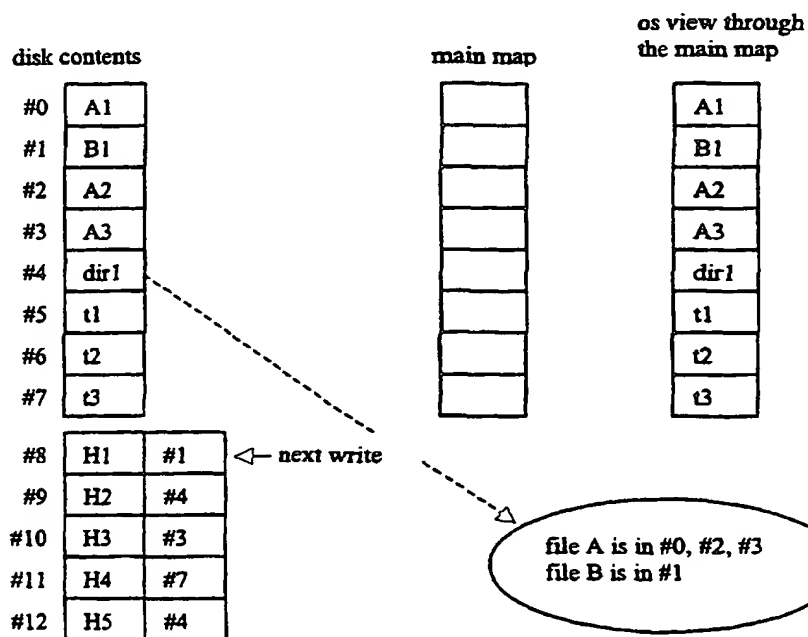 os view through
disk contents main map the main map
#0 A1 A1
#1 B1 B1
#2 A2 A2
#3 A3 A3
#4 dir1 dir1
#5 t1 t1
#6 t2 t2
#7 t3 t3
#8 H1 #1 next write
#9 H2 #4
#10 H3 #3 file A is in #0, #2, #3
#11 H4 #7 file B is in #1
#12 H5 #4